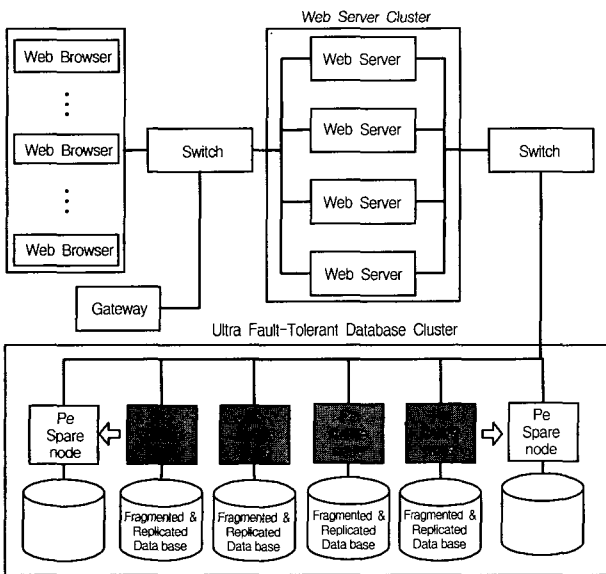 Web Server Cluster
Web Browser
Web Browser
Web Browser
Switch
Gateway
Web Server
Web Server
Web Server
Web Server
Switch
Ultra Fault-Tolerant Database Cluster
Pe
Spare
node
Pe
Spare
node
Fragmented &
Replicated
Data base
Fragmented &
Replicated
Data base
Fragmented &
Replicated
Data base
Fragmented &
Replicated
Data base